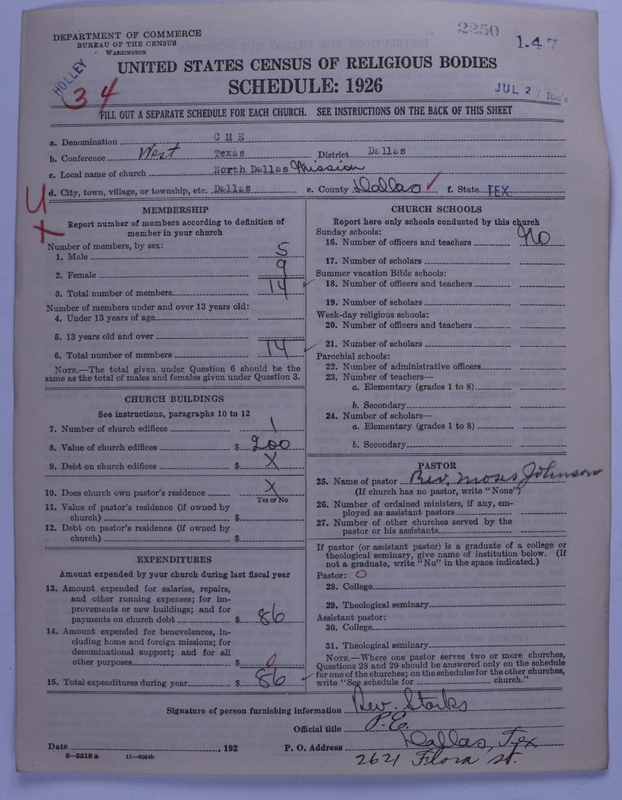 DEPARTMENT OF COMMERCE
BUREAU OF THE CENSUS
WASHINGTON
2250
1-47
HOLLEY
34
JUL 2
UNITED STATES CENSUS OF RELIGIOUS BODIES
SCHEDULE: 1926
FILL OUT A SEPARATE SCHEDULE FOR EACH CHURCH. SEE INSTRUCTIONS ON THE BACK OF THIS SHEET
a. Denomination C M E
b. Conference West Texas District Dallas
c. Local name of church North Dallas Mission
d. City, town, village, or township, etc. Dallas e. County Dallas f. State TEX.
MEMBERSHIP
Report number of members according to definition of
member in your church
Number of members, by sex:
1. Male 5
2. Female 9
3. Total number of members 14
Number of members under and over 13 years old:
4. Under 13 years of age
5. 13 years old and over
6. Total number of members 14
NOTE.—The total given under Question 6 should be the
same as the total of males and females given under Question 3.
CHURCH BUILDINGS
See instructions, paragraphs 10 to 12
7. Number of church edifices 1
8. Value of church edifices $ 200
9. Debt on church edifices $ X
10. Does church own pastor's residence X
Yes or No
11. Value of pastor's residence (if owned by
church) $
12. Debt on pastor's residence (if owned by
church) $
EXPENDITURES
Amount expended by your church during last fiscal year
13. Amount expended for salaries, repairs,
and other running expenses; for im-
provements or new buildings; and for
payments on church debt $ 86
14. Amount expended for benevolences, in-
cluding home and foreign missions; for
denominational support; and for all
other purposes $ 0
15. Total expenditures during year $ 86
CHURCH SCHOOLS
Report here only schools conducted by this church
Sunday schools:
16. Number of officers and teachers No
17. Number of scholars
Summer vacation Bible schools:
18. Number of officers and teachers
19. Number of scholars
Week-day religious schools:
20. Number of officers and teachers
21. Number of scholars
Parochial schools:
22. Number of administrative officers
23. Number of teachers—
a. Elementary (grades 1 to 8)
b. Secondary
24. Number of scholars—
a. Elementary (grades 1 to 8)
b. Secondary
PASTOR
25. Name of pastor Rev. Moses Johnson
(If church has no pastor, write "None")
26. Number of ordained ministers, if any, em-
ployed as assistant pastors
27. Number of other churches served by the
pastor or his assistants
If pastor (or assistant pastor) is a graduate of a college or
theological seminary, give name of institution below. (If
not a graduate, write "No" in the space indicated.)
Pastor: O
28. College
29. Theological seminary
Assistant pastor:
30. College
31. Theological seminary
NOTE.—Where one pastor serves two or more churches,
Questions 28 and 29 should be answered only on the schedule
for one of the churches; on the schedules for the other churches,
write "See schedule for church."
Signature of person furnishing information Rev. Starks
Official title P.E.
Date , 192 P. O. Address Dallas, Tex
2621 Flora St.